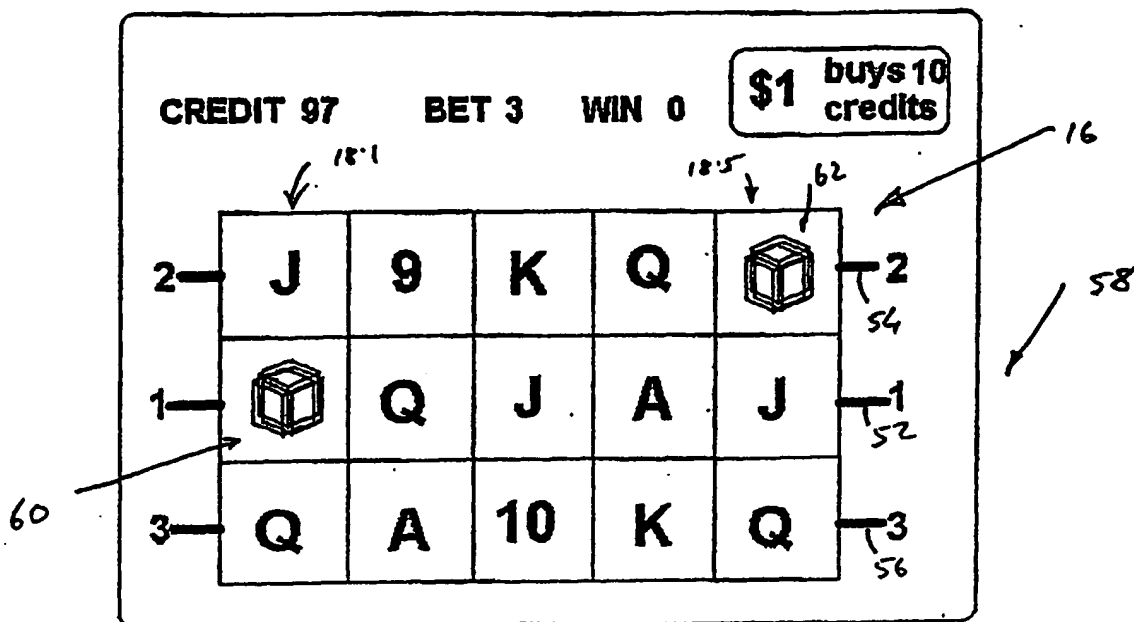 CREDIT 97 BET 3 WIN 0 $1 buys 10 credits
18.1 18.5 62 16
2 J 9 K Q 2
54 58
1 Q J A J 1
52
60
3 Q A 10 K Q 3
56